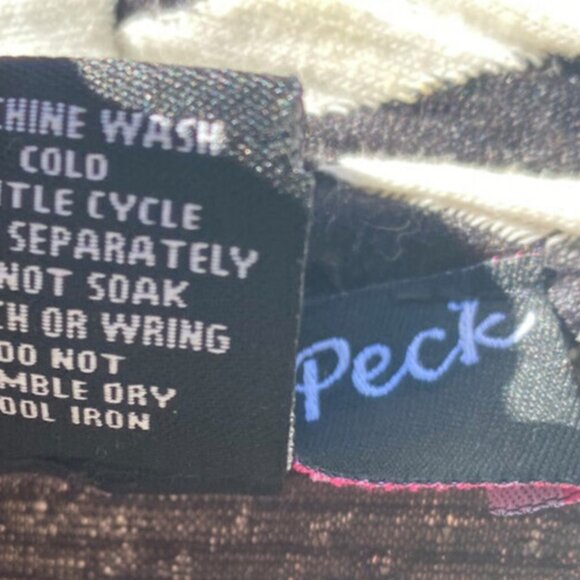 CHINE WASH
COLD
TLE CYCLE
SEPARATELY
NOT SOAK
CH OR WRING
DO NOT
MBLE DRY
OOL IRON
Peck